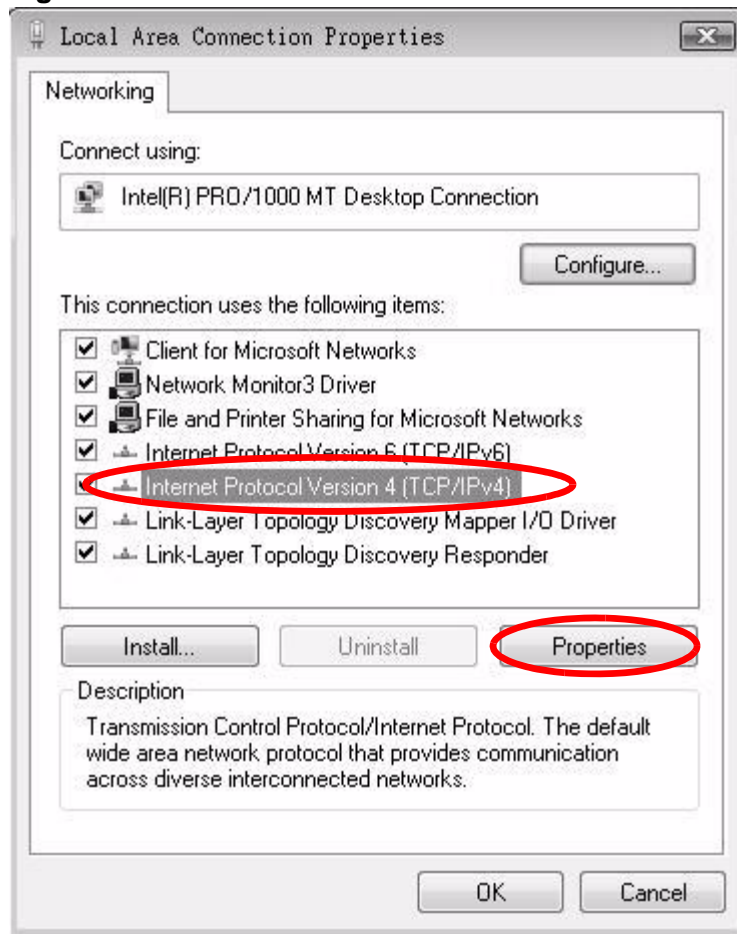 Local Area Connection Properties
Networking
Connect using:
Intel(R) PRO/1000 MT Desktop Connection
Configure...
This connection uses the following items:
Client for Microsoft Networks
Network Monitor3 Driver
File and Printer Sharing for Microsoft Networks
Internet Protocol Version 6 (TCP/IPv6)
Internet Protocol Version 4 (TCP/IPv4)
Link-Layer Topology Discovery Mapper I/O Driver
Link-Layer Topology Discovery Responder
Install...
Uninstall
Properties
Description
Transmission Control Protocol/Internet Protocol. The default
wide area network protocol that provides communication
across diverse interconnected networks.
OK
Cancel